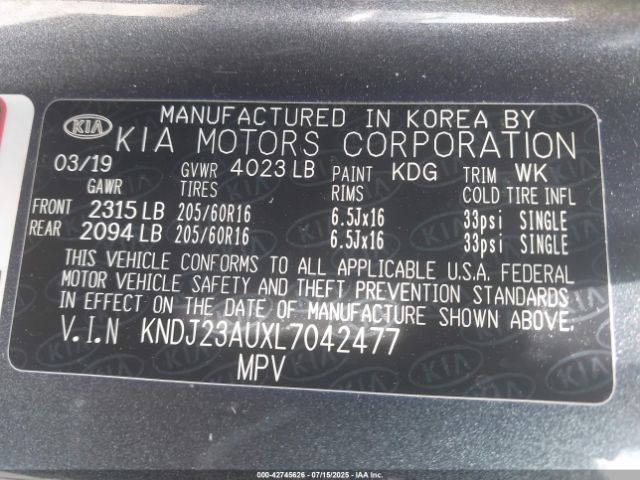 MANUFACTURED IN KOREA BY
KIA KIA MOTORS CORPORATION
03/19 GVWR 4023 LB PAINT KDG TRIM WK
GAWR TIRES RIMS COLD TIRE INFL
FRONT 2315 LB 205/60R16 6.5Jx16 33psi SINGLE
REAR 2094 LB 205/60R16 6.5Jx16 33psi SINGLE
THIS VEHICLE CONFORMS TO ALL APPLICABLE U.S.A. FEDERAL
MOTOR VEHICLE SAFETY AND THEFT PREVENTION STANDARDS
IN EFFECT ON THE DATE OF MANUFACTURE SHOWN ABOVE.
V.I.N KNDJ23AUXL7042477
MPV
000-42745626 - 07/15/2025 - IAA Inc.